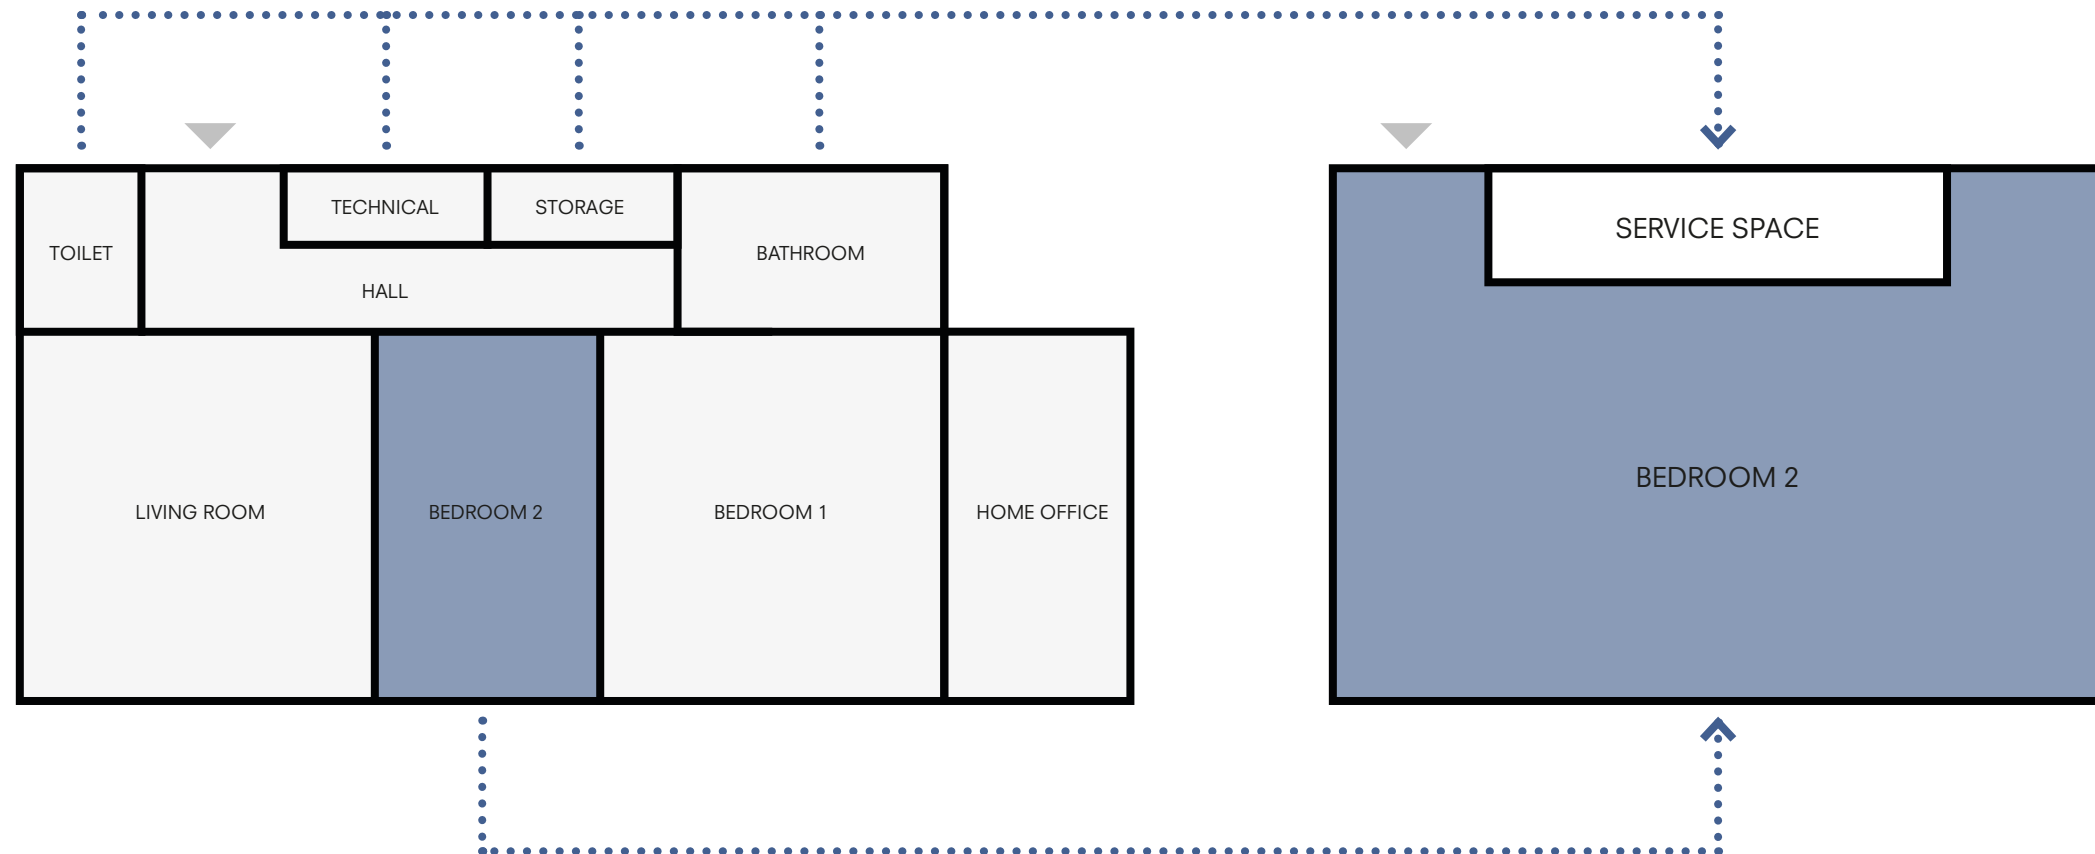 TECHNICAL
STORAGE
TOILET
BATHROOM
HALL
LIVING ROOM
BEDROOM 2
BEDROOM 1
HOME OFFICE
SERVICE SPACE
BEDROOM 2